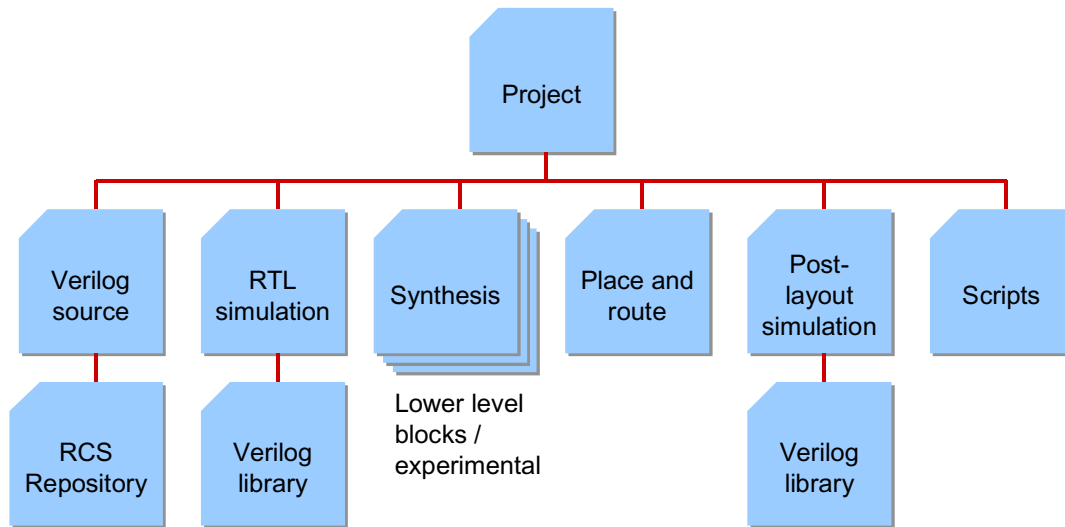 Project
Verilog
source
RTL
simulation
Synthesis
Place and
route
Post-
layout
simulation
Scripts
RCS
Repository
Verilog
library
Lower level
blocks /
experimental
Verilog
library